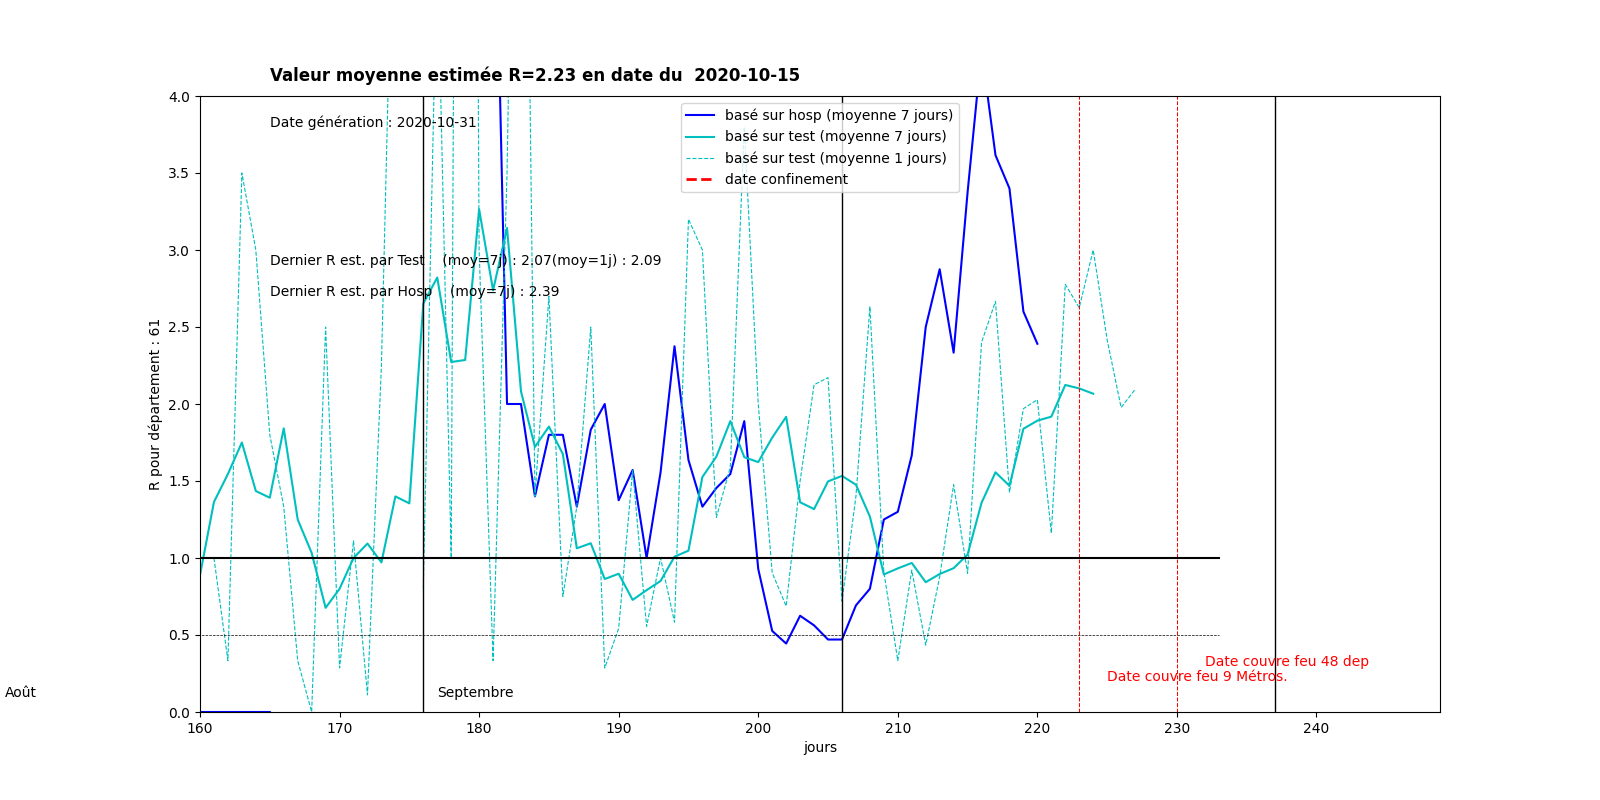 Valeur moyenne estimée R=2.23 en date du  2020-10-15
4.0
Date génération : 2020-10-31
basé sur hosp (moyenne 7 jours)
basé sur test (moyenne 7 jours)
basé sur test (moyenne 1 jours)
date confinement
3.5
3.0
Dernier R est. par Test    (moy=7j) : 2.07(moy=1j) : 2.09
Dernier R est. par Hosp    (moy=7j) : 2.39
2.5
2.0
R pour département : 61
1.5
1.0
0.5
Date couvre feu 48 dep
Date couvre feu 9 Métros.
Août
Septembre
0.0
160 170 180 190 200 210 220 230 240
jours